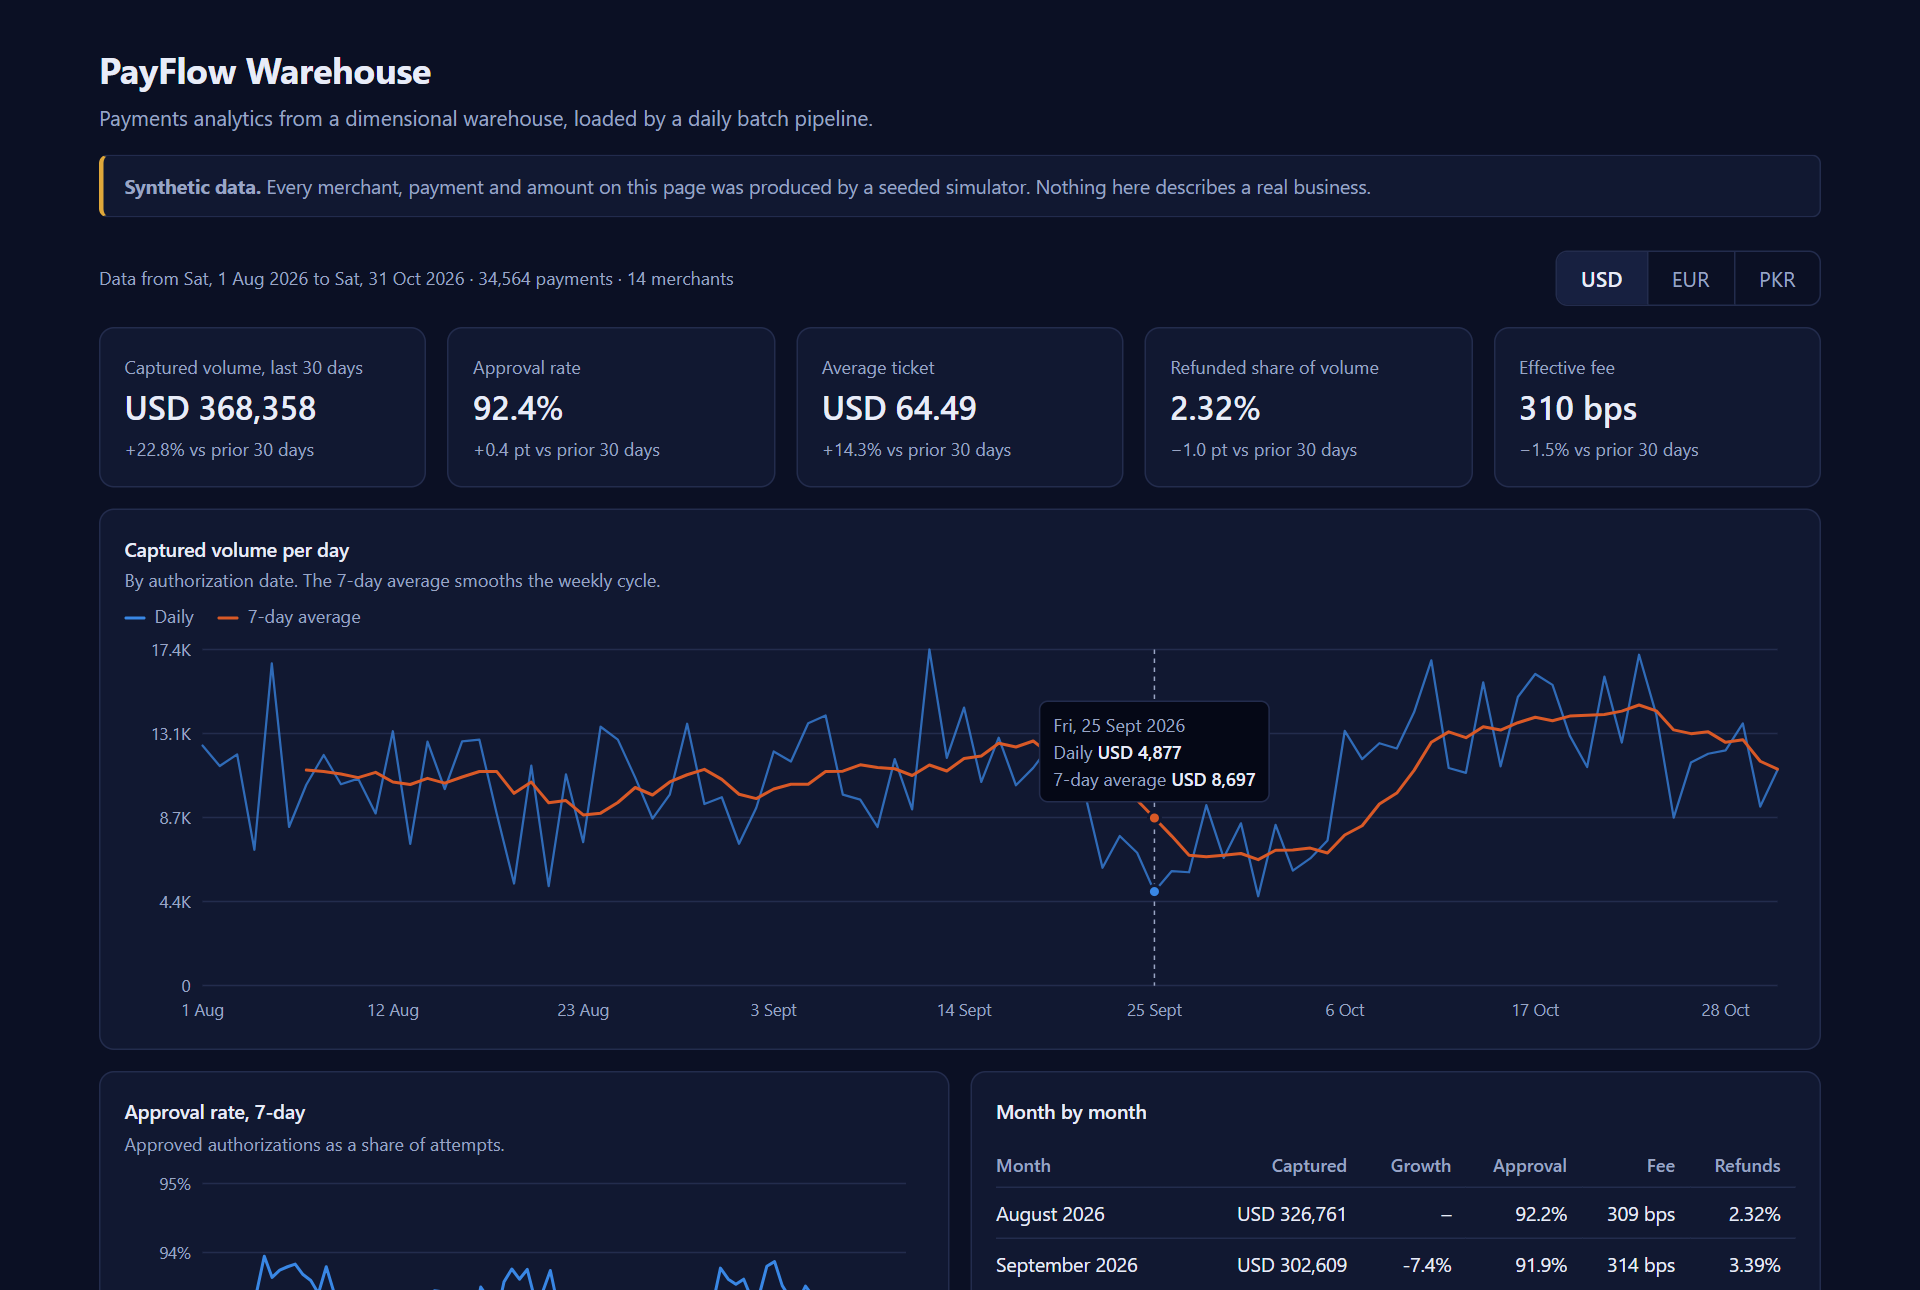 PayFlow Warehouse
Payments analytics from a dimensional warehouse, loaded by a daily batch pipeline.
Synthetic data. Every merchant, payment and amount on this page was produced by a seeded simulator. Nothing here describes a real business.
Data from Sat, 1 Aug 2026 to Sat, 31 Oct 2026 · 34,564 payments · 14 merchants
USD EUR PKR
Captured volume, last 30 days
USD 368,358
+22.8% vs prior 30 days
Approval rate
92.4%
+0.4 pt vs prior 30 days
Average ticket
USD 64.49
+14.3% vs prior 30 days
Refunded share of volume
2.32%
−1.0 pt vs prior 30 days
Effective fee
310 bps
−1.5% vs prior 30 days
Captured volume per day
By authorization date. The 7-day average smooths the weekly cycle.
Daily 7-day average
17.4K
13.1K
8.7K
4.4K
0
Fri, 25 Sept 2026
Daily USD 4,877
7-day average USD 8,697
1 Aug 12 Aug 23 Aug 3 Sept 14 Sept 25 Sept 6 Oct 17 Oct 28 Oct
Approval rate, 7-day
Approved authorizations as a share of attempts.
95%
94%
Month by month
Month Captured Growth Approval Fee Refunds
August 2026 USD 326,761 – 92.2% 309 bps 2.32%
September 2026 USD 302,609 -7.4% 91.9% 314 bps 3.39%